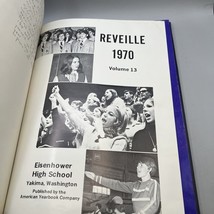 REVEILLE
1970
Volume 13
Eisenhower
High School
Yakima, Washington
Published by the
American Yearbook Company